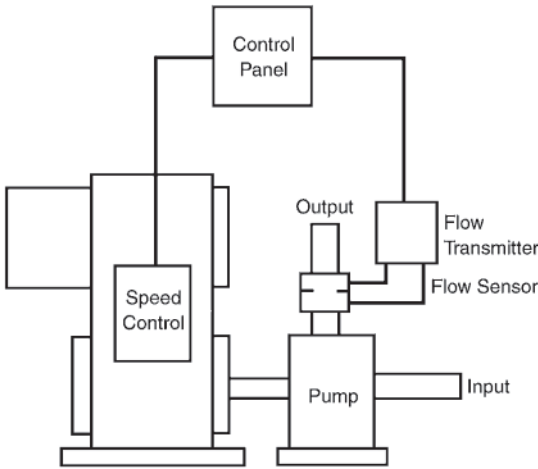 Control
Panel
Output
Flow
Transmitter
Flow Sensor
Speed
Control
Pump
Input